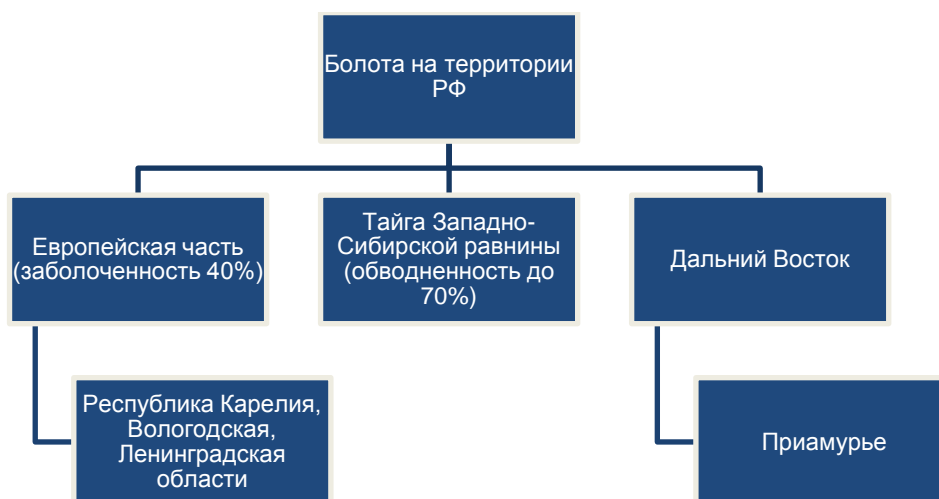 Болота на территории
РФ
Европейская часть
(заболоченность 40%)
Тайга Западно-
Сибирской равнины
(обводненность до
70%)
Дальний Восток
Республика Карелия,
Вологодская,
Ленинградская
области
Приамурье